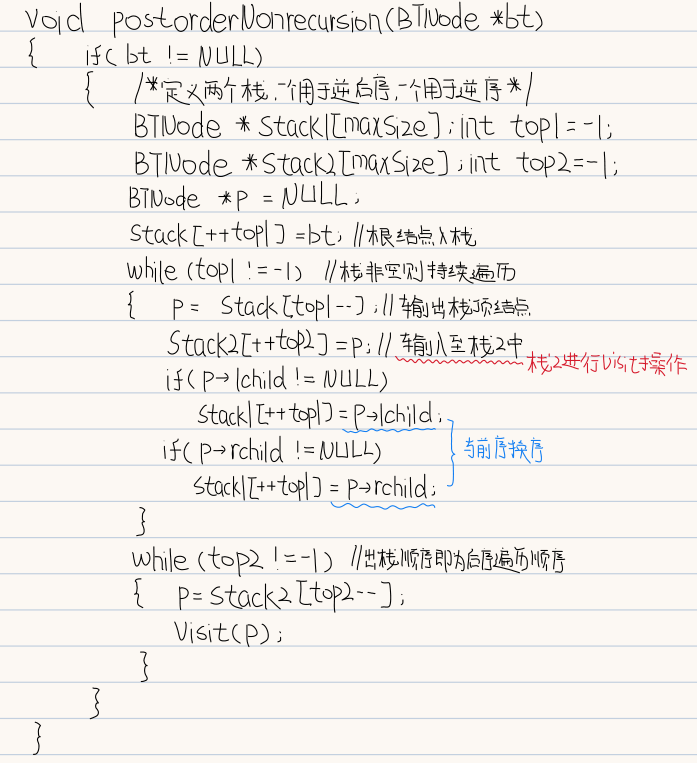 void postorderNonrecursion(BTNode *bt)
{ if( bt != NULL)
{ /*定义两个栈,一个用于逆后序,一个用于逆序*/
BTNode * Stack1[maxSize];int top1=-1;
BTNode *Stack2[maxSize];int top2=-1;
BTNode *p = NULL;
Stack[++top1]=bt; //根结点入栈
while (top1 !=-1) //栈非空则持续遍历
{ p= Stack[top1--];//输出栈顶结点
Stack2[++top2]=p;// 输入至栈2中
栈2进行Visit操作
if( p→lchild != NULL)
stack1[++top1]=p→lchild;
if( p→rchild !=NULL)
与前序换序
stack1[++top1]=p→rchild;
}
while (top2 !=-1) //出栈顺序即为后序遍历顺序
{ p=stack2[top2--];
Visit(p);
}
}
}